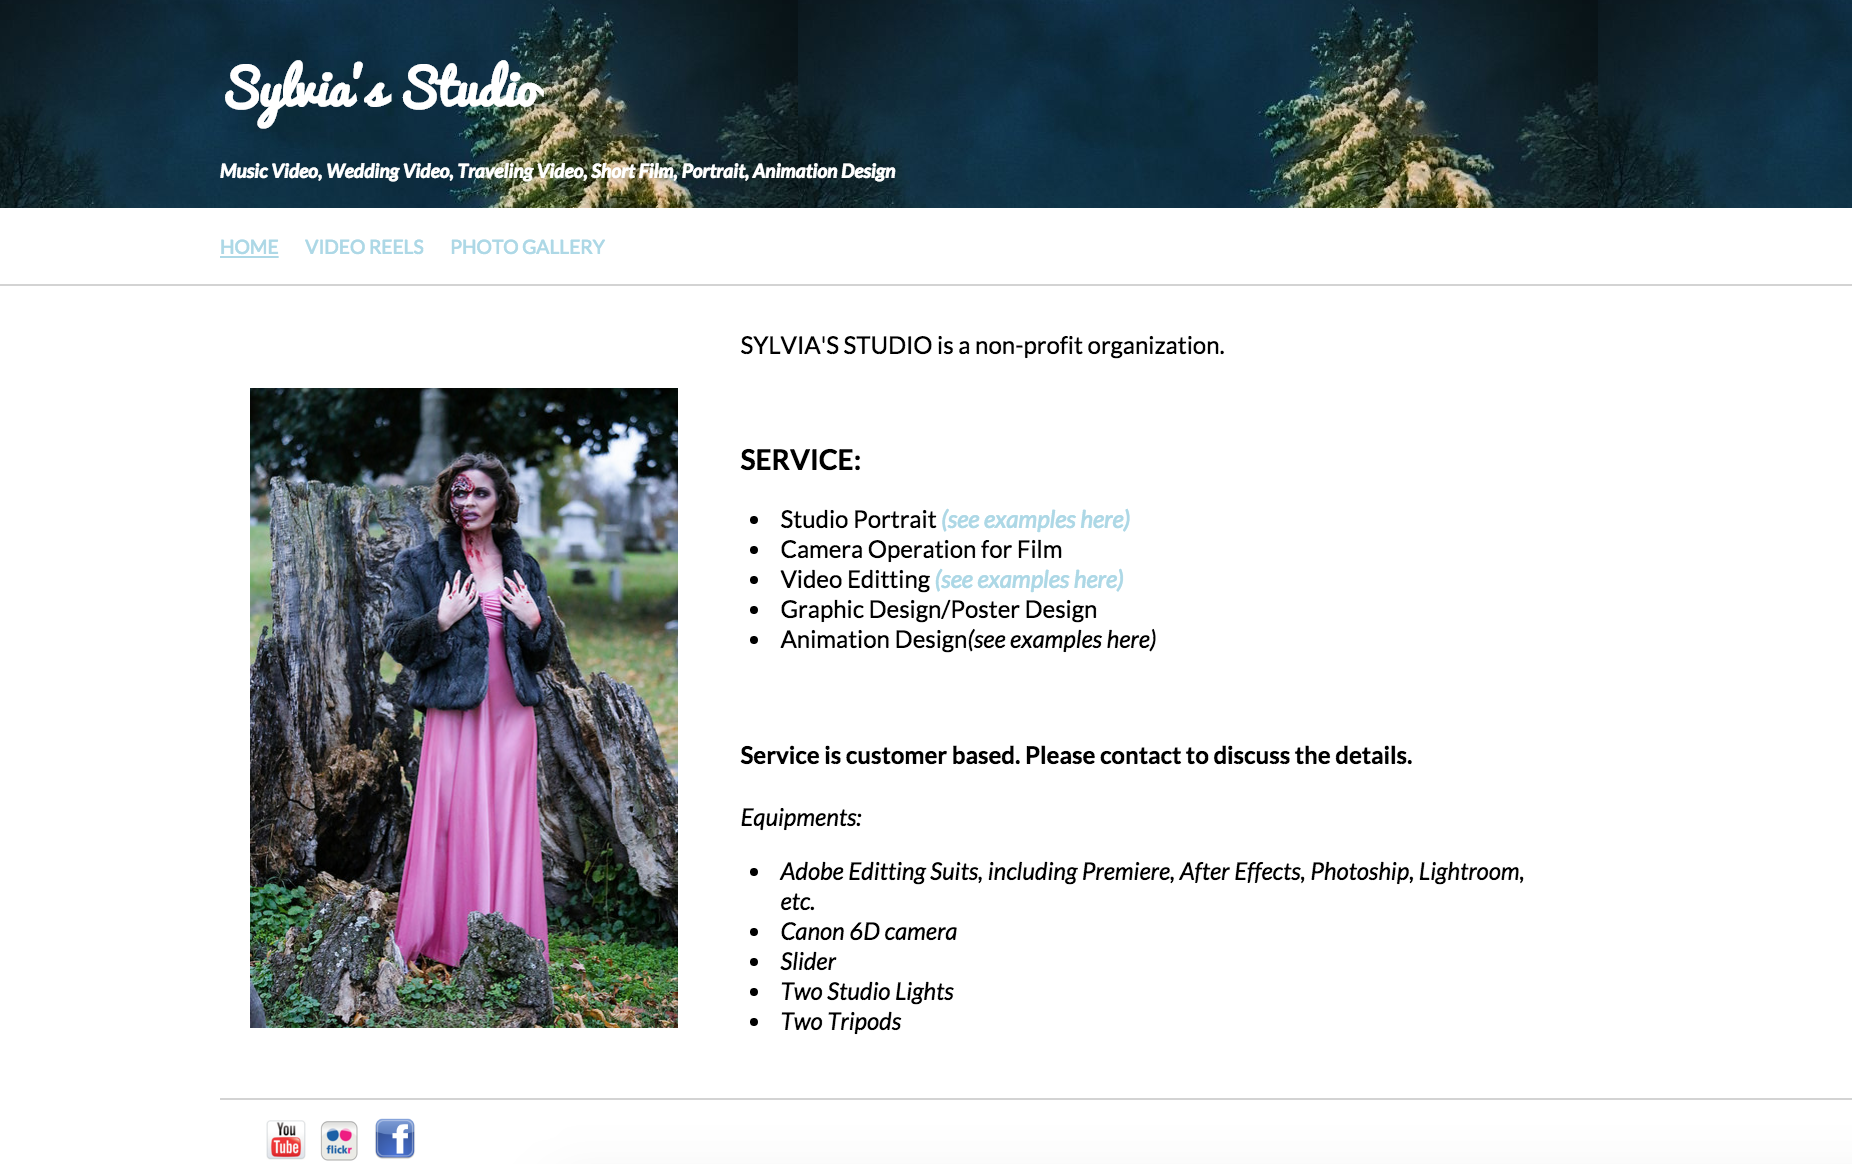 Sylvia's Studio
Music Video, Wedding Video, Traveling Video, Short Film, Portrait, Animation Design
HOME VIDEO REELS PHOTO GALLERY
SYLVIA'S STUDIO is a non-profit organization.
SERVICE:
• Studio Portrait (see examples here)
• Camera Operation for Film
• Video Editting (see examples here)
• Graphic Design/Poster Design
• Animation Design(see examples here)
Service is customer based. Please contact to discuss the details.
Equipments:
• Adobe Editting Suits, including Premiere, After Effects, Photoship, Lightroom,
etc.
• Canon 6D camera
• Slider
• Two Studio Lights
• Two Tripods
You
Tube
flickr
f